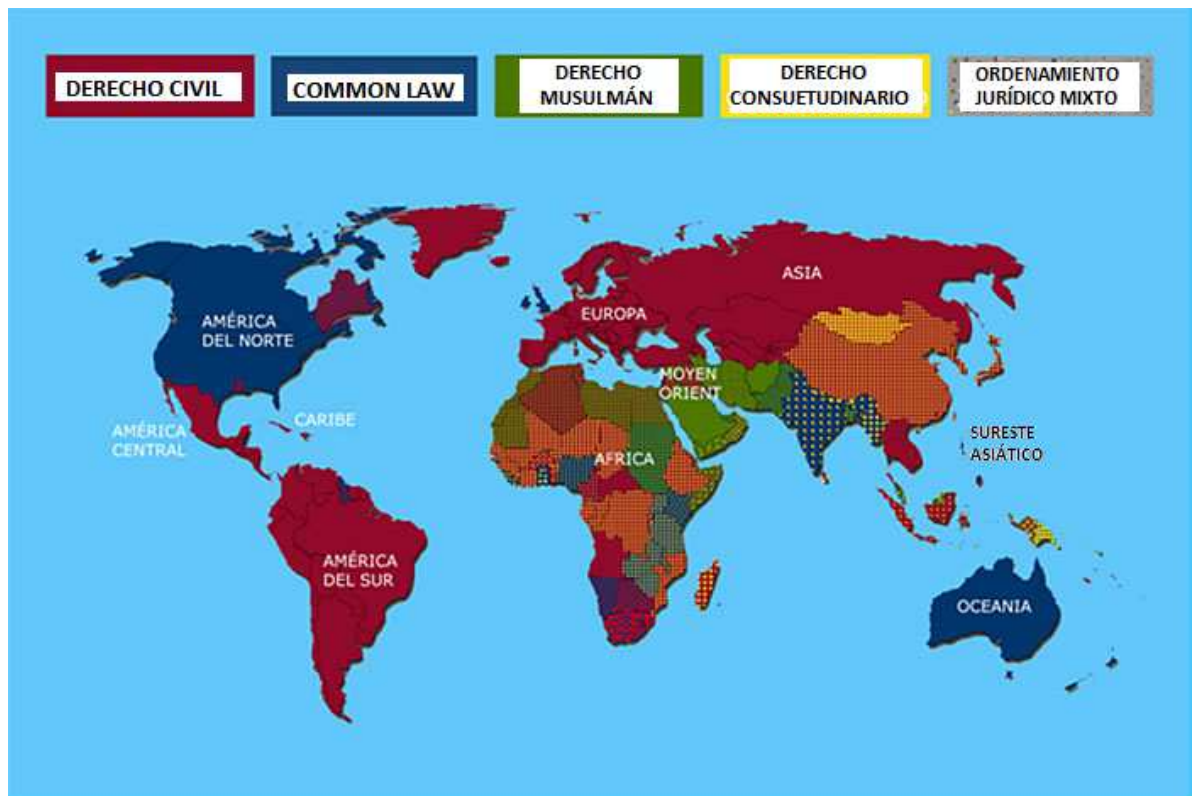 DERECHO CIVIL
COMMON LAW
DERECHO
MUSULMÁN
DERECHO
CONSUETUDINARIO
ORDENAMIENTO
JURÍDICO MIXTO
ASIA
EUROPA
AMÉRICA
DEL NORTE
MOYEN
ORIENT
CARIBE
AMÉRICA
CENTRAL
SURESTE
ASIÁTICO
AFRICA
AMÉRICA
DEL SUR
OCEANIA